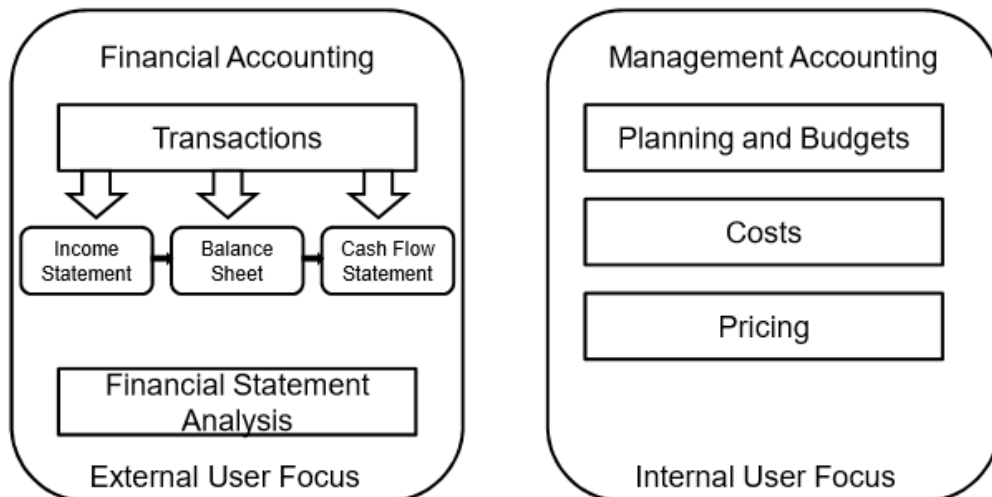 Financial Accounting
Transactions
Income
Statement
Balance
Sheet
Cash Flow
Statement
Financial Statement
Analysis
External User Focus
Management Accounting
Planning and Budgets
Costs
Pricing
Internal User Focus